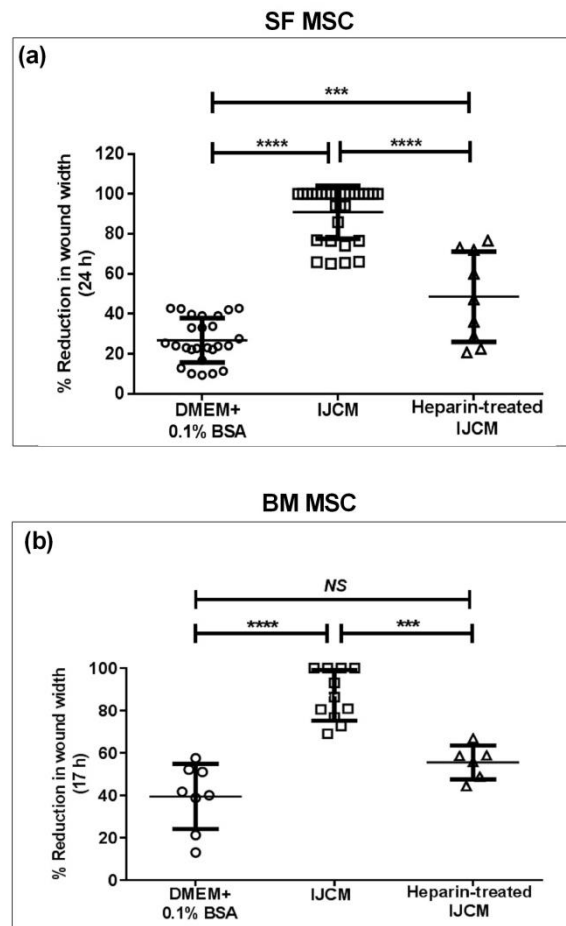 SF MSC
(a)
***
**** ****
120
100
80
60
40
20
0
% Reduction in wound width
(24 h)
DMEM+
0.1% BSA
IJCM
Heparin-treated
IJCM
BM MSC
(b)
NS
**** ***
100
80
60
40
20
0
% Reduction in wound width
(17 h)
DMEM+
0.1% BSA
IJCM
Heparin-treated
IJCM